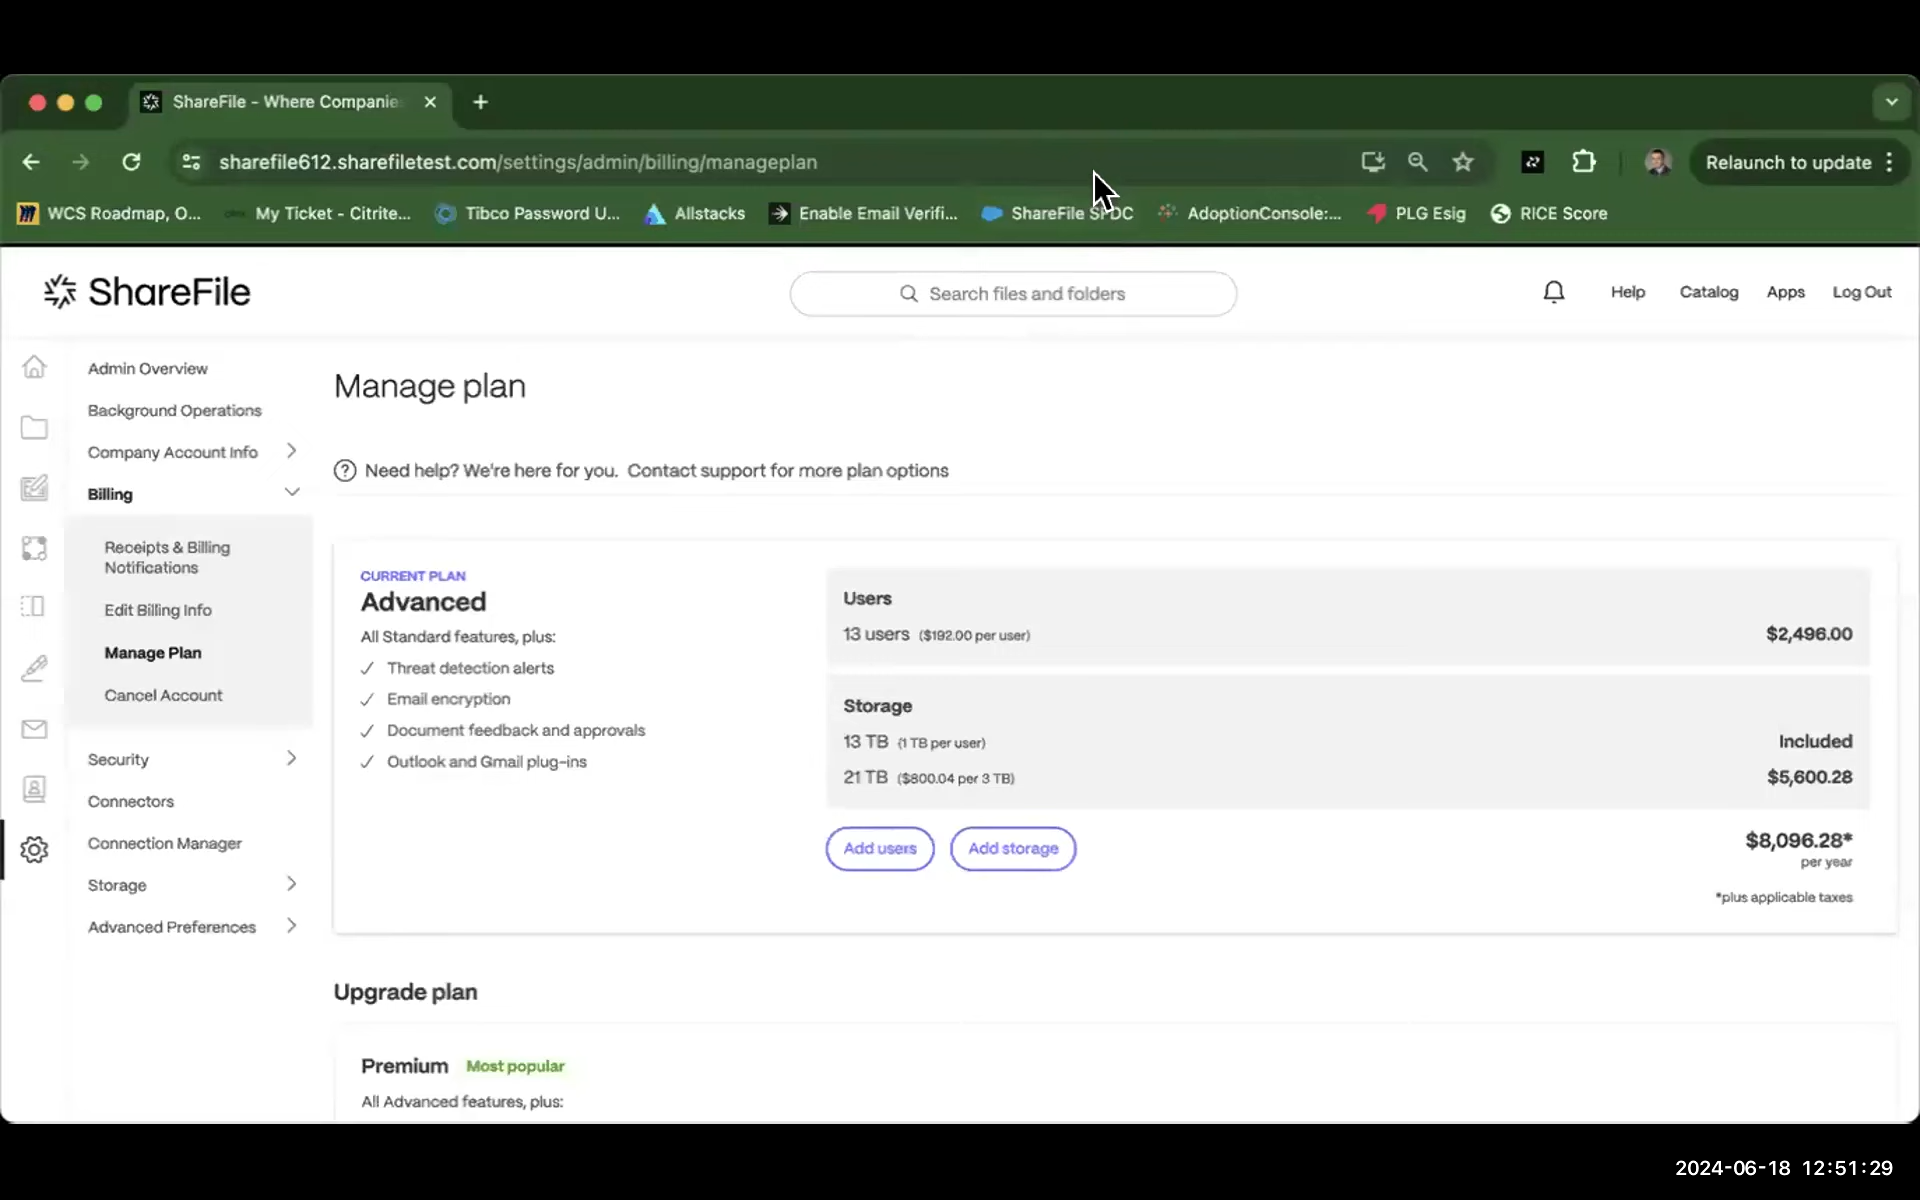 ShareFile - Where Companie
sharefile612.sharefiletest.com/settings/admin/billing/manageplan
Relaunch to update
WCS Roadmap, O...
My Ticket - Citrite...
Tibco Password U...
Allstacks
Enable Email Verifi...
ShareFile SFDC
AdoptionConsole:...
PLG Esig
RICE Score
ShareFile
Search files and folders
Help
Catalog
Apps
Log Out
Admin Overview
Background Operations
Company Account Info
Billing
Receipts & Billing
Notifications
Edit Billing Info
Manage Plan
Cancel Account
Security
Connectors
Connection Manager
Storage
Advanced Preferences
Manage plan
Need help? We're here for you. Contact support for more plan options
CURRENT PLAN
Advanced
All Standard features, plus:
Threat detection alerts
Email encryption
Document feedback and approvals
Outlook and Gmail plug-ins
Users
13 users ($192.00 per user) $2,496.00
Storage
13 TB (1 TB per user) Included
21 TB ($800.04 per 3 TB) $5,600.28
Add users
Add storage
$8,096.28*
per year
*plus applicable taxes
Upgrade plan
Premium Most popular
All Advanced features, plus:
2024-06-18 12:51:29